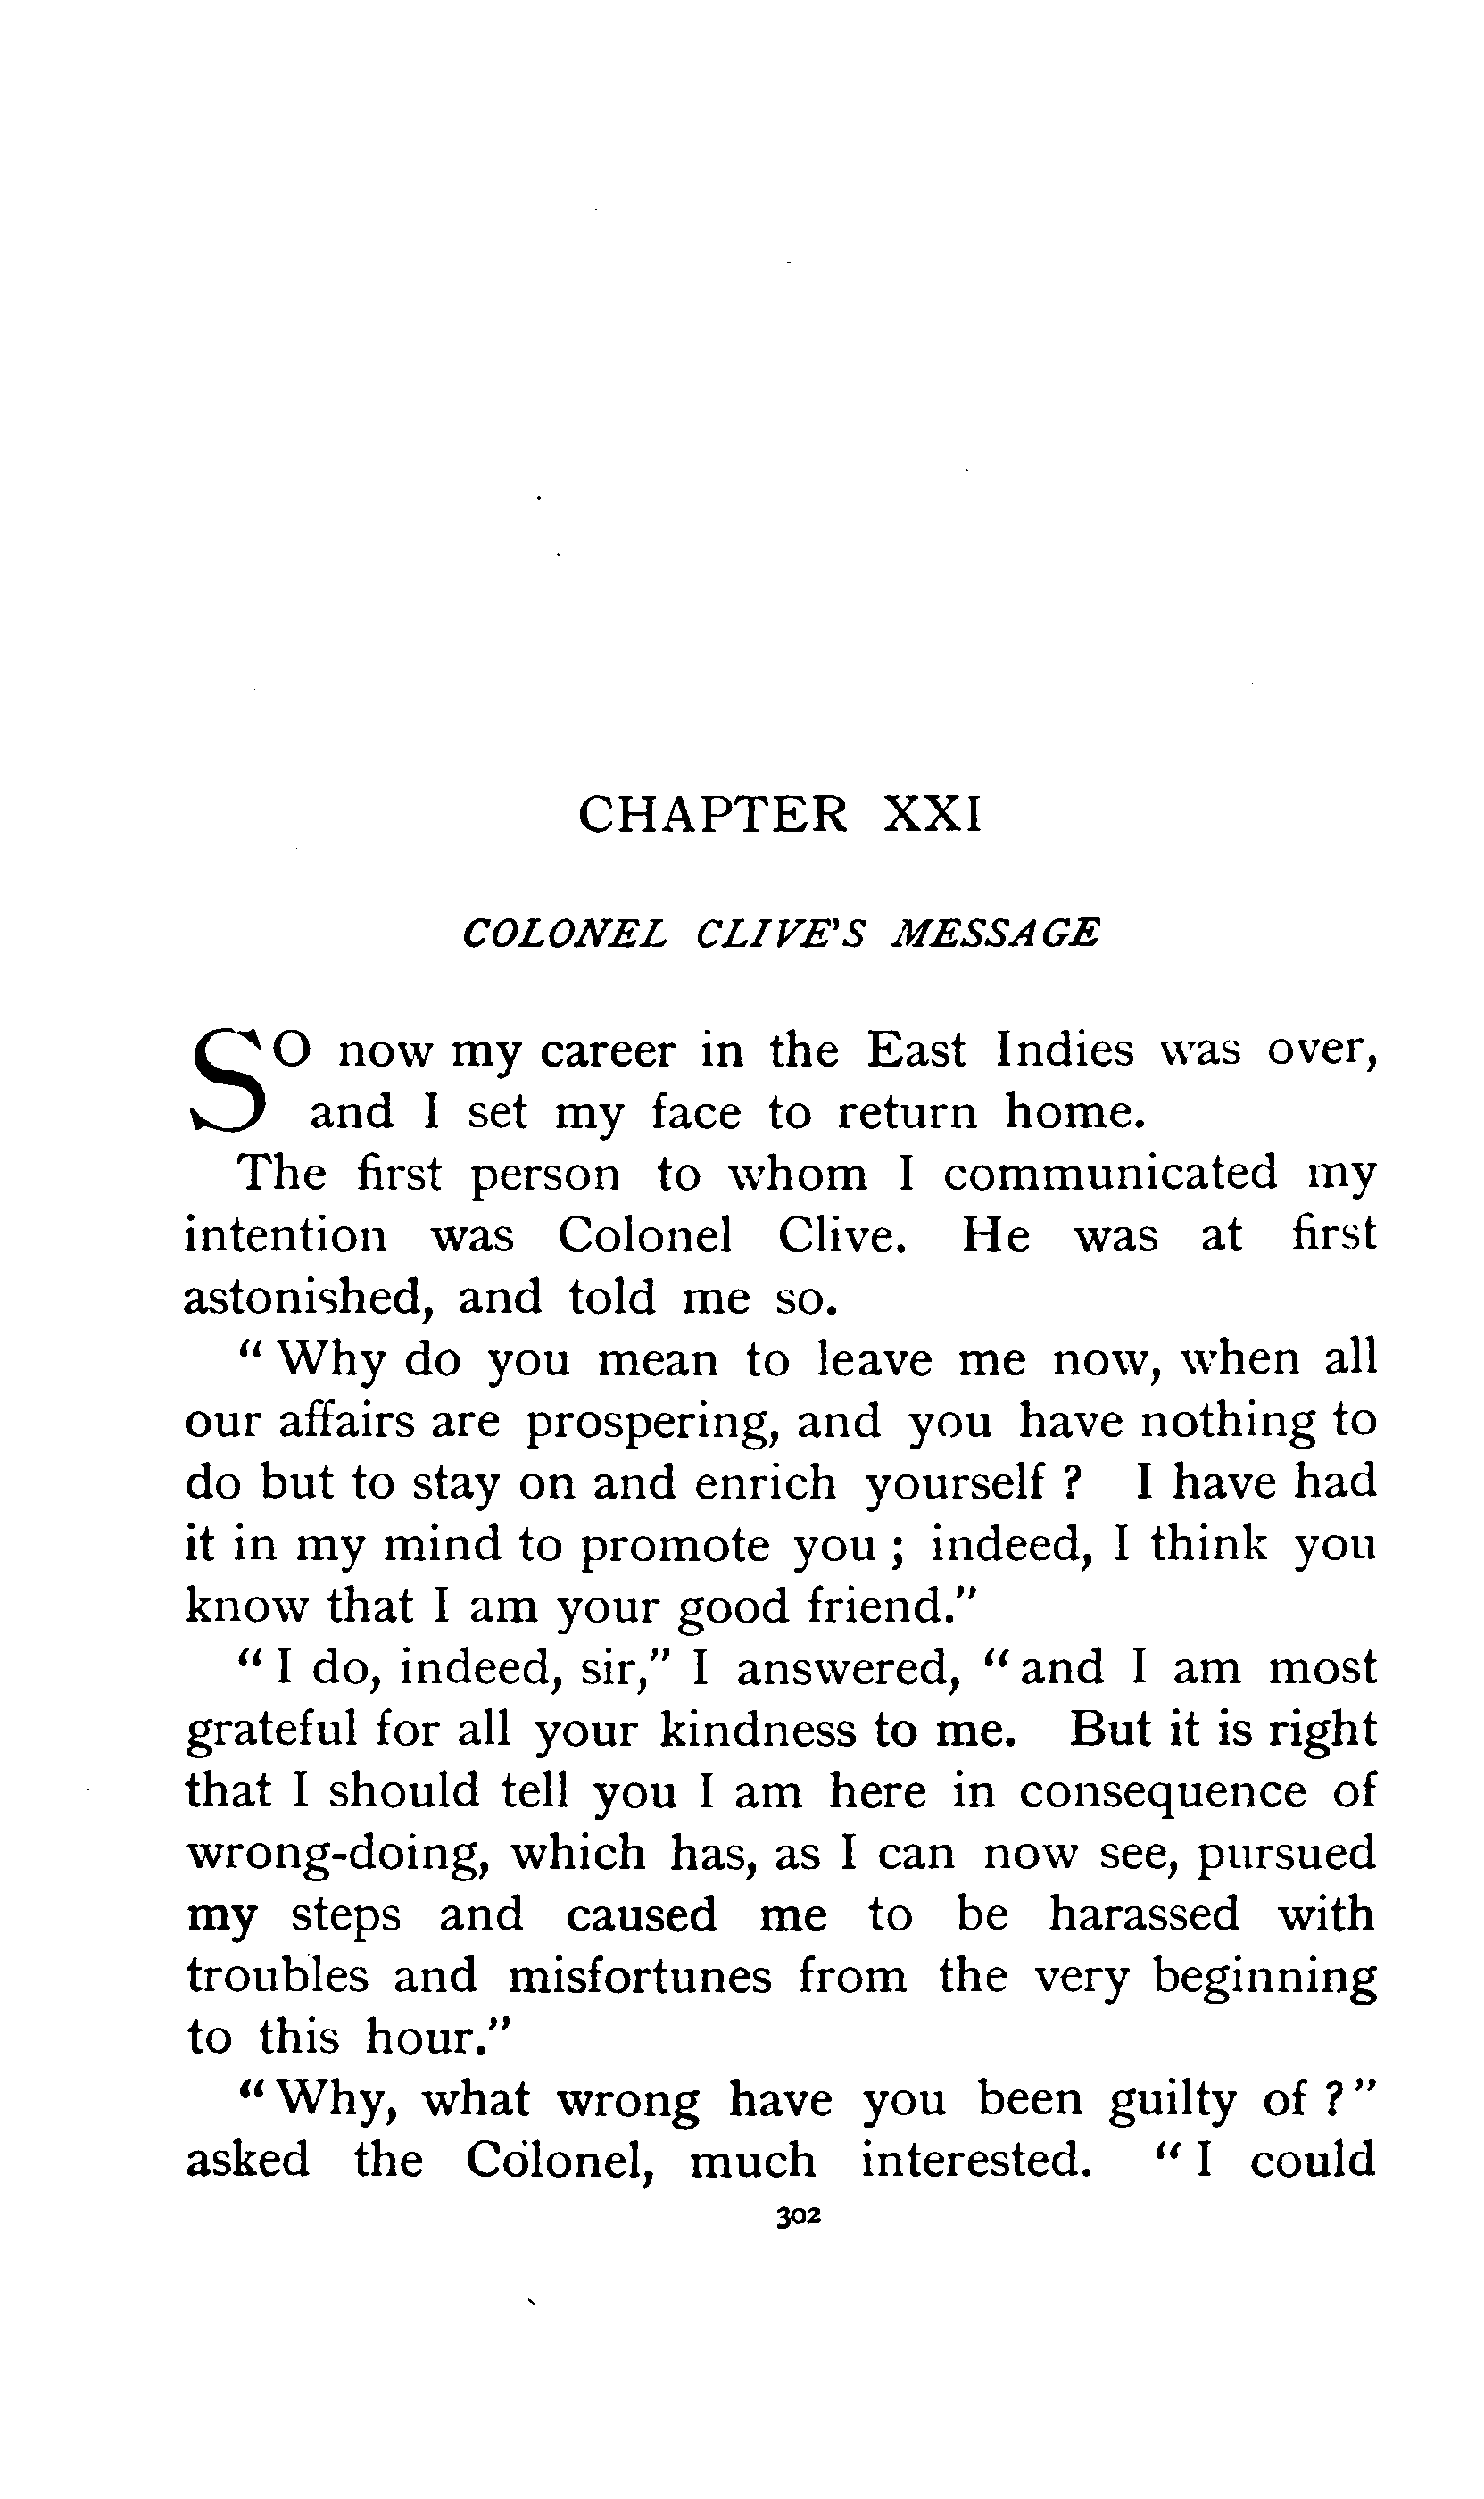 CHAPTER XXI
COLONEL CLIVE'S MESSAGE
SO now my career in the East Indies was over,
and I set my face to return home.
The first person to whom I communicated my
intention was Colonel Clive. He was at first
astonished, and told me so.
" Why do you mean to leave me now, when all
our affairs are prospering, and you have nothing to
do but to stay on and enrich yourself ? I have had
it in my mind to promote you ; indeed, I think you
know that I am your good friend."
" I do, indeed, sir," I answered, " and I am most
grateful for all your kindness to me. But it is right
that I should tell you I am here in consequence of
wrong-doing, which has, as I can now see, pursued
my steps and caused me to be harassed with
troubles and misfortunes from the very beginning
to this hour."
" Why, what wrong have you been guilty of ? "
asked the Colonel, much interested. " I could
302